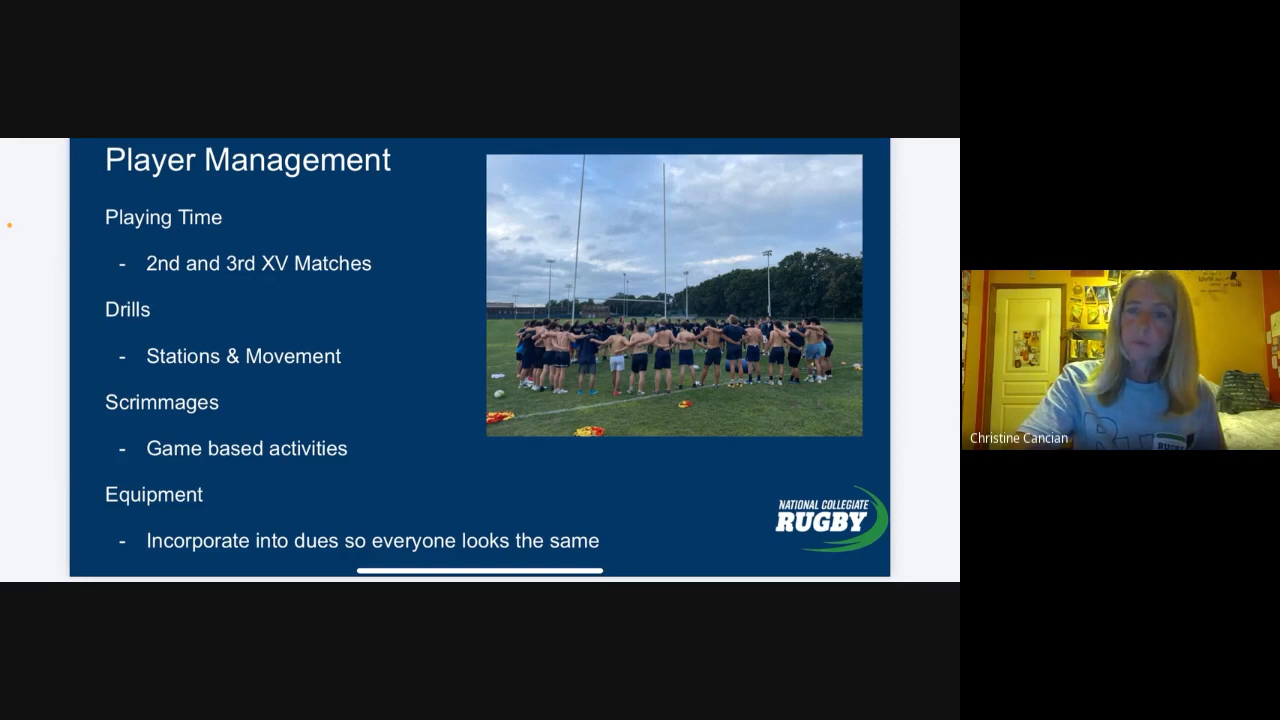 Player Management
Playing Time
- 2nd and 3rd XV Matches
Drills
- Stations & Movement
Scrimmages
- Game based activities
Equipment
- Incorporate into dues so everyone looks the same
NATIONAL COLLEGIATE
RUGBY
Christine Cancian
RUGBY